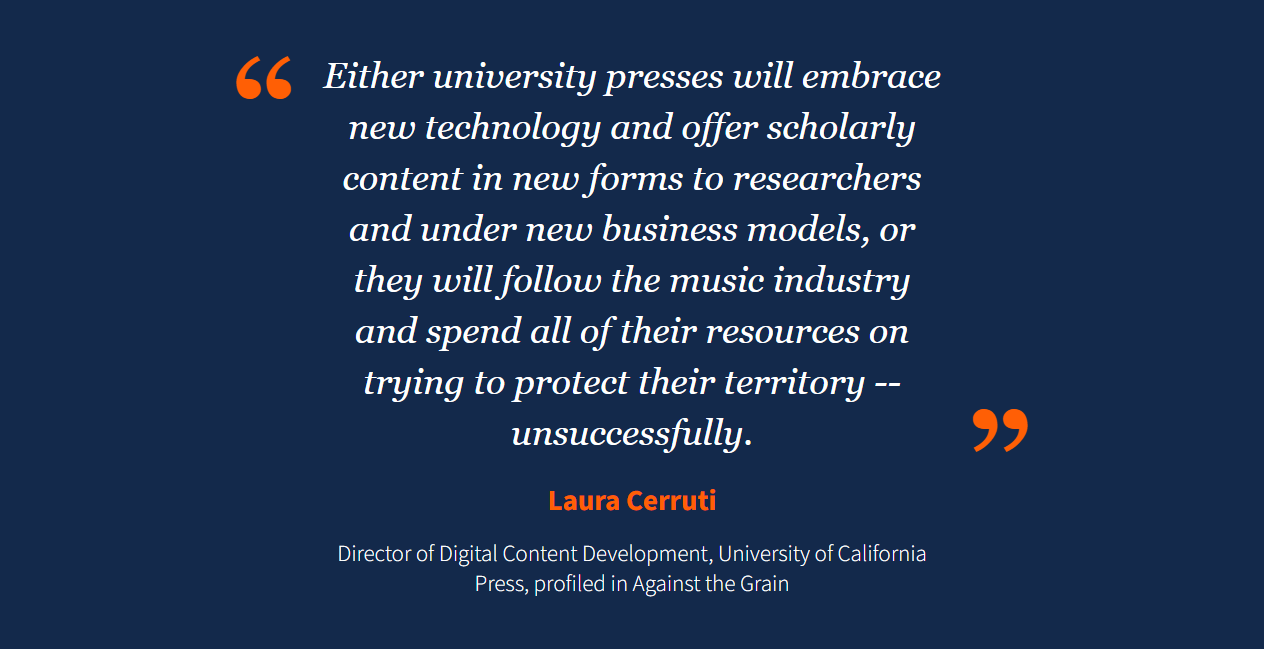 “ Either university presses will embrace
new technology and offer scholarly
content in new forms to researchers
and under new business models, or
they will follow the music industry
and spend all of their resources on
trying to protect their territory --
unsuccessfully. ”
Laura Cerruti
Director of Digital Content Development, University of California
Press, profiled in Against the Grain